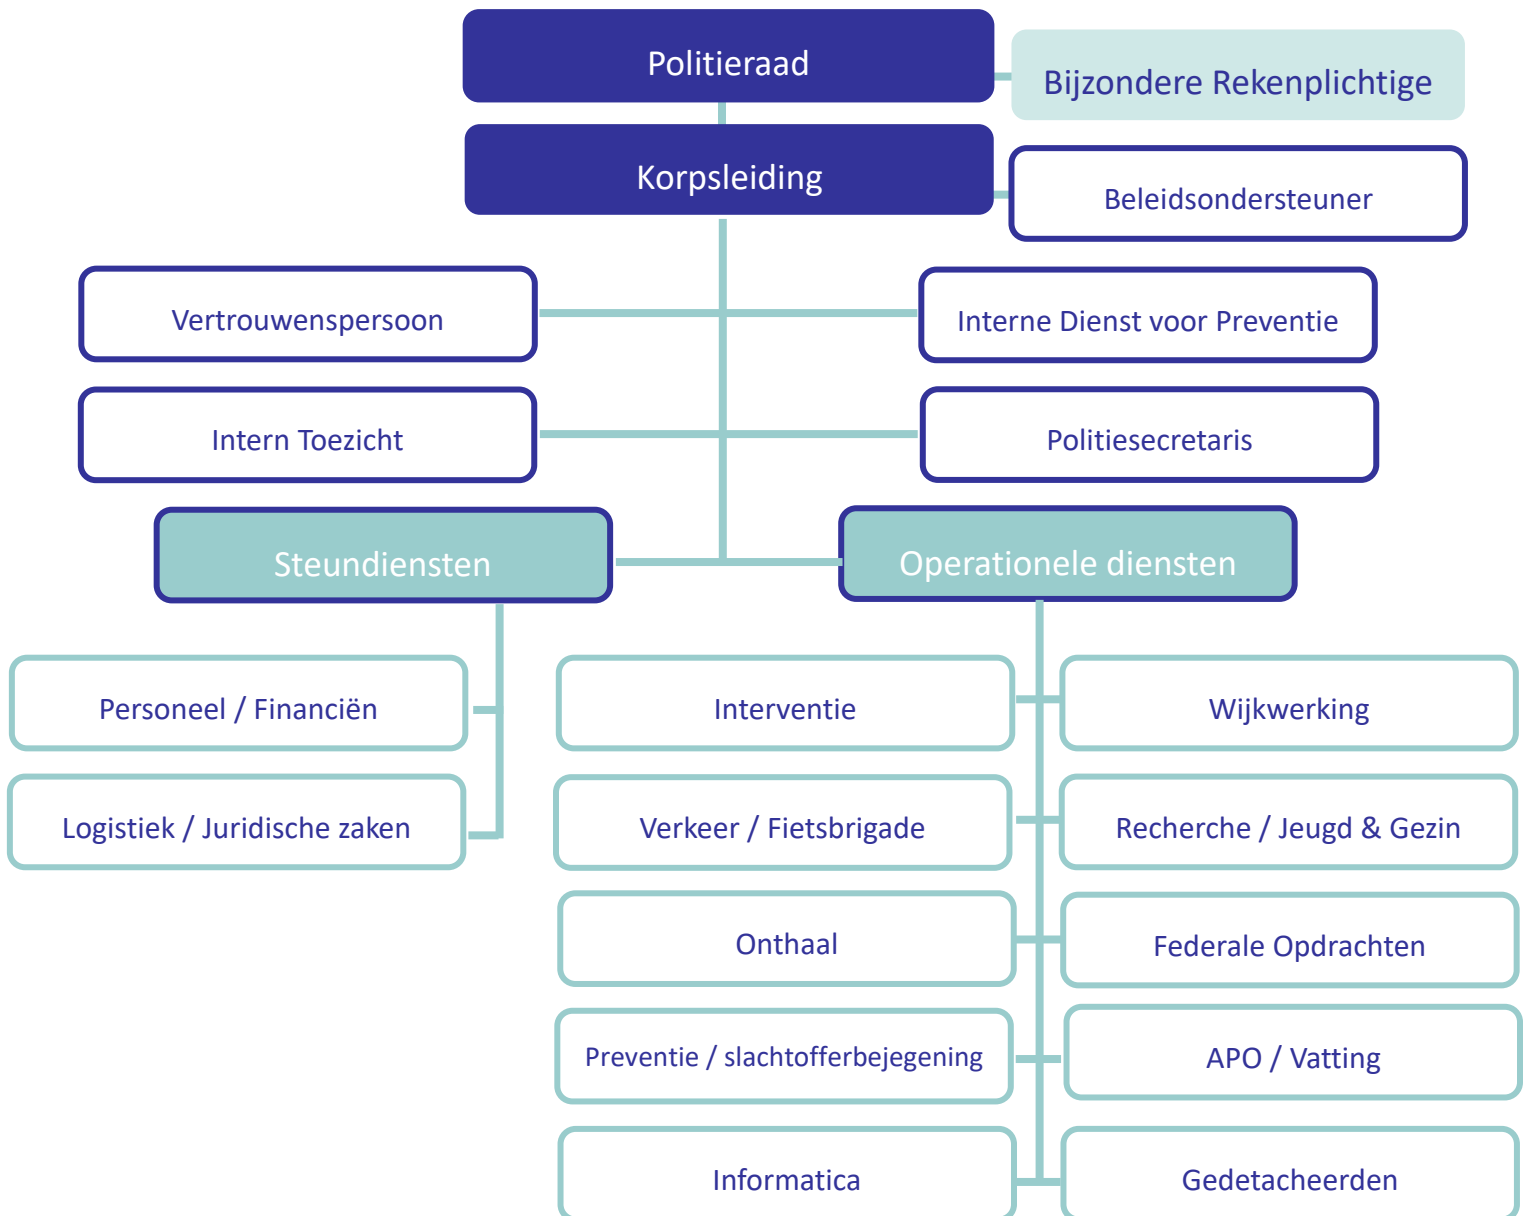 Politieraad
Bijzondere Rekenplichtige
Korpsleiding
Beleidsondersteuner
Vertrouwenspersoon
Interne Dienst voor Preventie
Intern Toezicht
Politiesecretaris
Steundiensten
Operationele diensten
Personeel / Financiën
Interventie
Wijkwerking
Logistiek / Juridische zaken
Verkeer / Fietsbrigade
Recherche / Jeugd & Gezin
Onthaal
Federale Opdrachten
Preventie / slachtofferbejegening
APO / Vatting
Informatica
Gedetacheerden